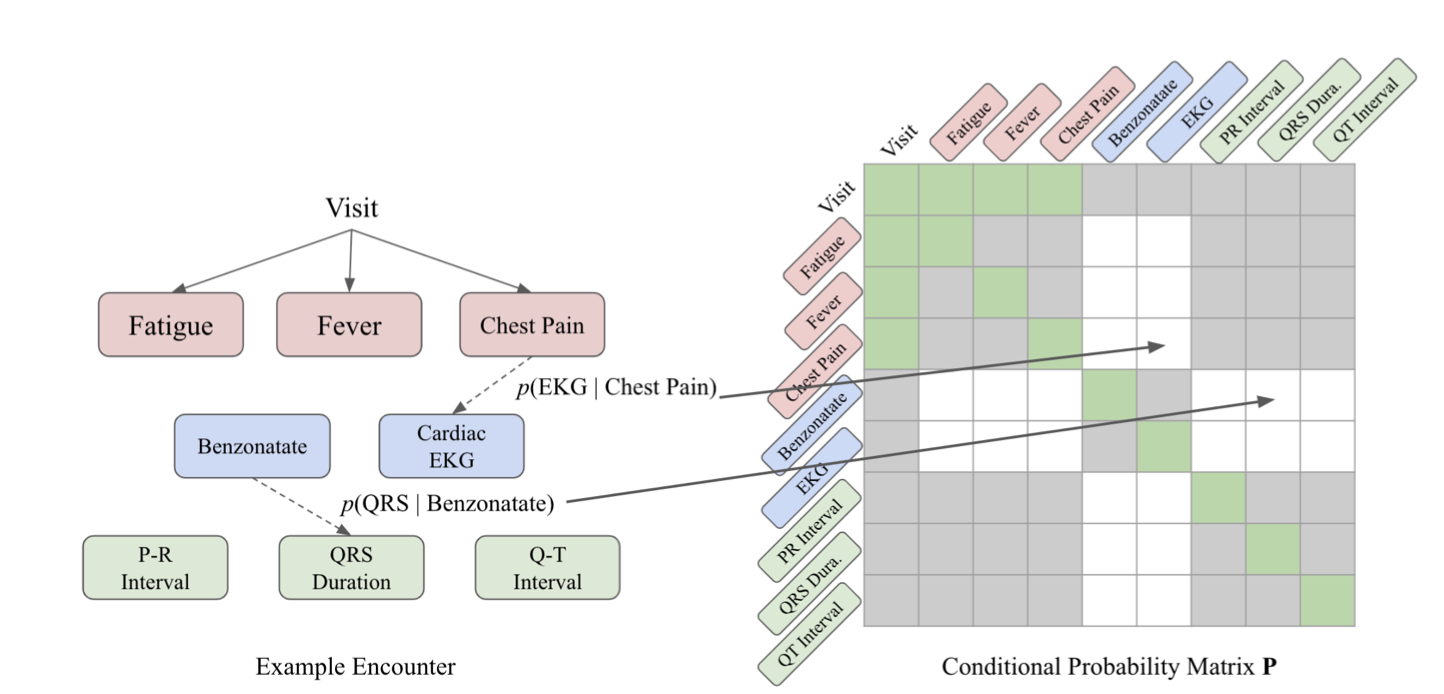 Visit
Fatigue
Fever
Chest Pain
p(EKG | Chest Pain)
Benzonatate
Cardiac
EKG
p(QRS | Benzonatate)
P-R
Interval
QRS
Duration
Q-T
Interval
Example Encounter
Visit
Fatigue
Fever
Chest Pain
Benzonatate
EKG
PR Interval
QRS Dura.
QT Interval
Visit
Fatigue
Fever
Chest Pain
Benzonatate
EKG
PR Interval
QRS Dura.
QT Interval
Conditional Probability Matrix P